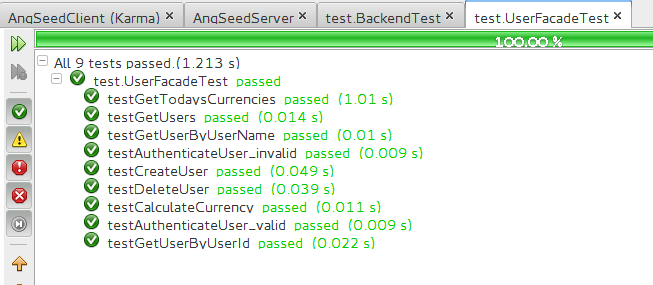 AngSeedClient (Karma) AngSeedServer test.BackendTest test.UserFacadeTest
100.00 %
All 9 tests passed.(1.213 s)
test.UserFacadeTest passed
testGetTodaysCurrencies passed (1.01 s)
testGetUsers passed (0.014 s)
testGetUserByUserName passed (0.01 s)
testAuthenticateUser_invalid passed (0.009 s)
testCreateUser passed (0.049 s)
testDeleteUser passed (0.039 s)
testCalculateCurrency passed (0.011 s)
testAuthenticateUser_valid passed (0.009 s)
testGetUserByUserId passed (0.022 s)